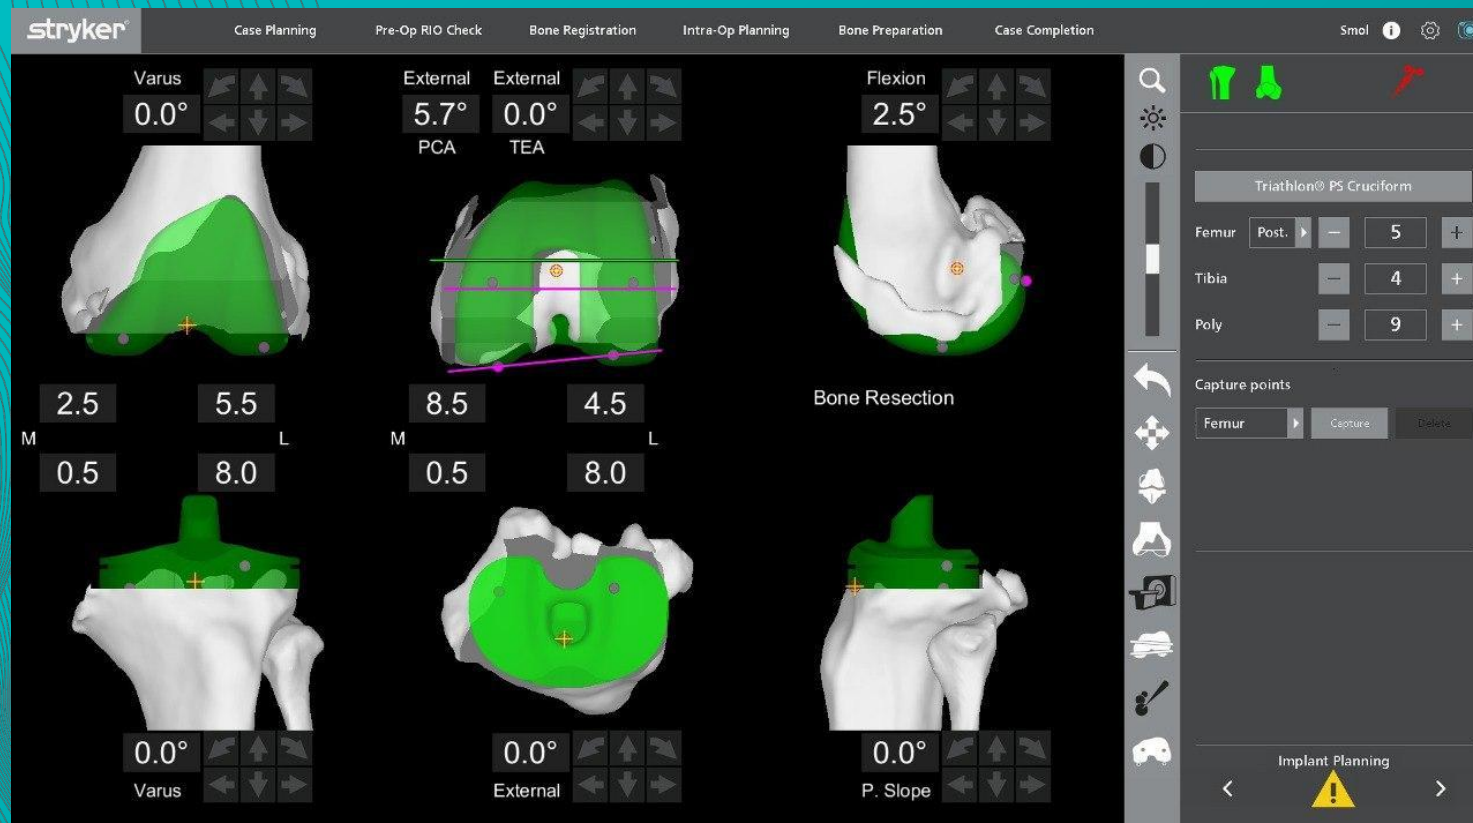 stryker®
Case Planning Pre-Op RIO Check Bone Registration Intra-Op Planning Bone Preparation Case Completion Smol i
Varus External External Flexion
0.0° 5.7° 0.0° 2.5°
PCA TEA
Triathlon® PS Cruciform
Femur Post. − 5 +
Tibia − 4 +
Poly − 9 +
Capture points
Femur Capture Delete
2.5 5.5 8.5 4.5 Bone Resection
M L M L
0.5 8.0 0.5 8.0
0.0° 0.0° 0.0°
Varus External P. Slope
Implant Planning